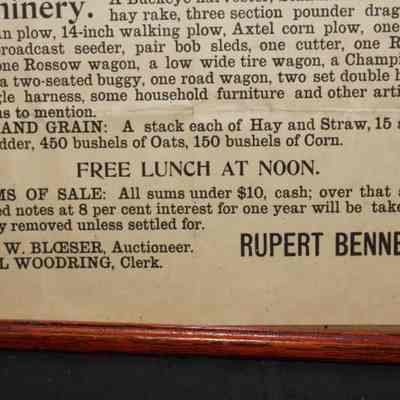 hinery.
hay rake, three section pounder drag
n plow, 14-inch walking plow, Axtel corn plow, one
roadcast seeder, pair bob sleds, one cutter, one R
one Rossow wagon, a low wide tire wagon, a Champi
a two-seated buggy, one road wagon, two set double h
gle harness, some household furniture and other arti
us to mention.
AND GRAIN: A stack each of Hay and Straw, 15 a
dder, 450 bushels of Oats, 150 bushels of Corn.
FREE LUNCH AT NOON.
MS OF SALE: All sums under $10, cash; over that a
ed notes at 8 per cent interest for one year will be take
y removed unless settled for.
W. BLŒSER, Auctioneer.
L WOODRING, Clerk.
RUPERT BENNE